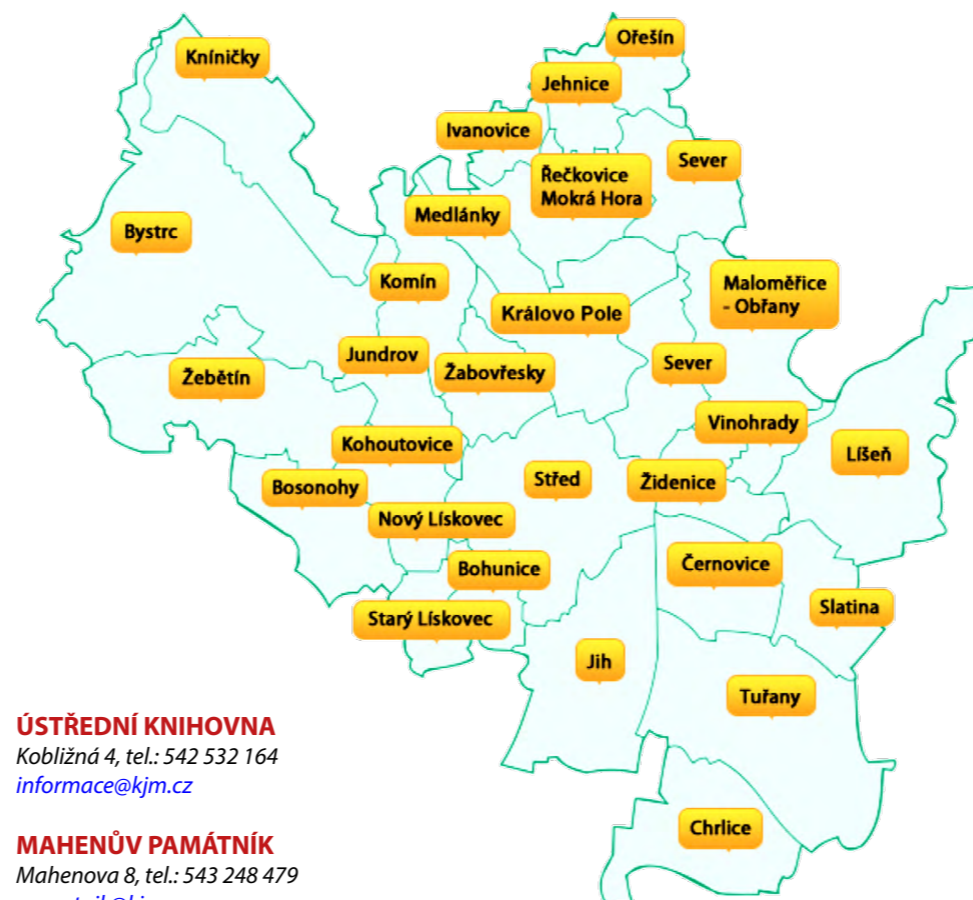 Ořešín
Kníničky
Jehnice
Ivanovice
Sever
Řečkovice
Mokrá Hora
Medlánky
Bystrc
Komín
Maloměřice
- Obřany
Královo Pole
Jundrov
Žabovřesky
Sever
Žebětín
Vinohrady
Kohoutovice
Líšeň
Střed
Židenice
Bosonohy
Nový Lískovec
Bohunice
Černovice
Starý Lískovec
Slatina
Jih
Tuřany
Chrlice
ÚSTŘEDNÍ KNIHOVNA
Kobližná 4, tel.: 542 532 164
informace@kjm.cz
MAHENŮV PAMÁTNÍK
Mahenova 8, tel.: 543 248 479